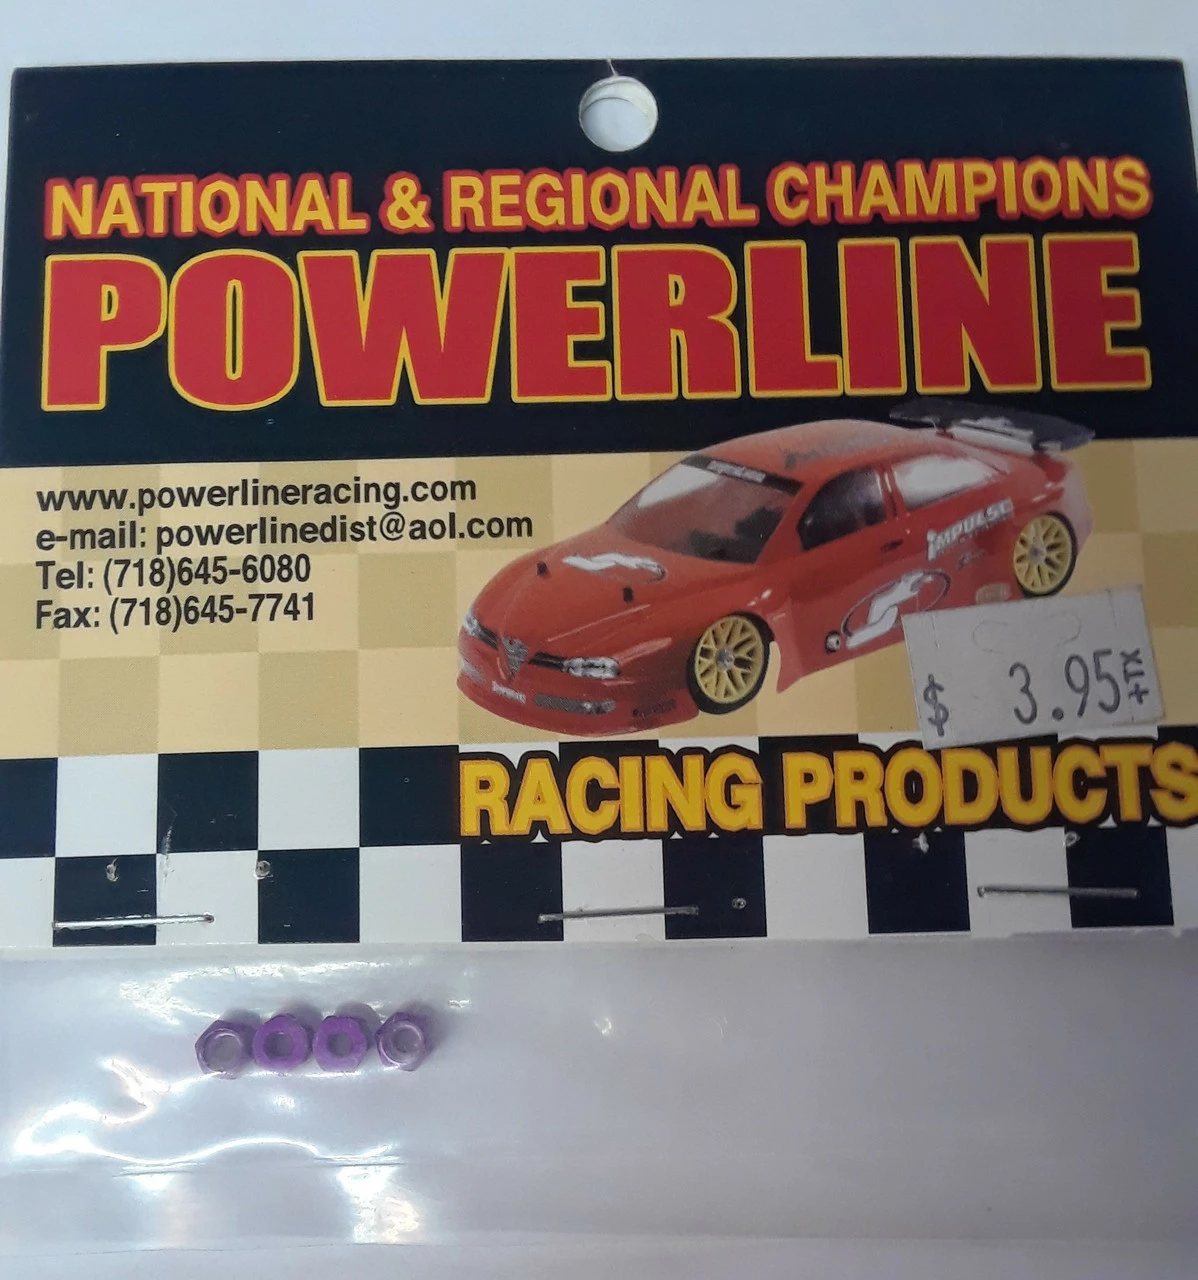 NATIONAL & REGIONAL CHAMPIONS
POWERLINE
www.powerlineracing.com
e-mail: powerlinedist@aol.com
Tel: (718)645-6080
Fax: (718)645-7741
IMPULSE
$ 3.95
RACING PRODUCTS